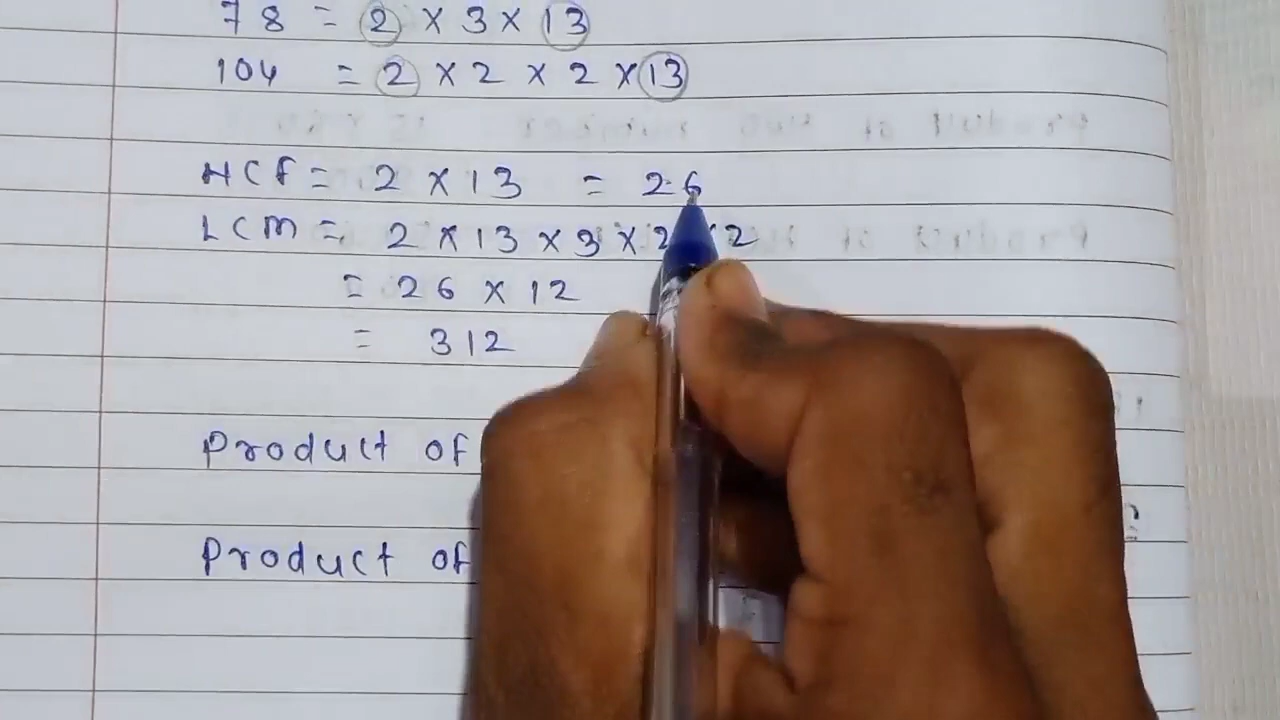 78 = 2 × 3 × 13
104 = 2 × 2 × 2 × 13
HCF = 2 × 13 = 26
LCM = 2 × 13 × 3 × 2 × 2
= 26 × 12
= 312
Product of
Product of